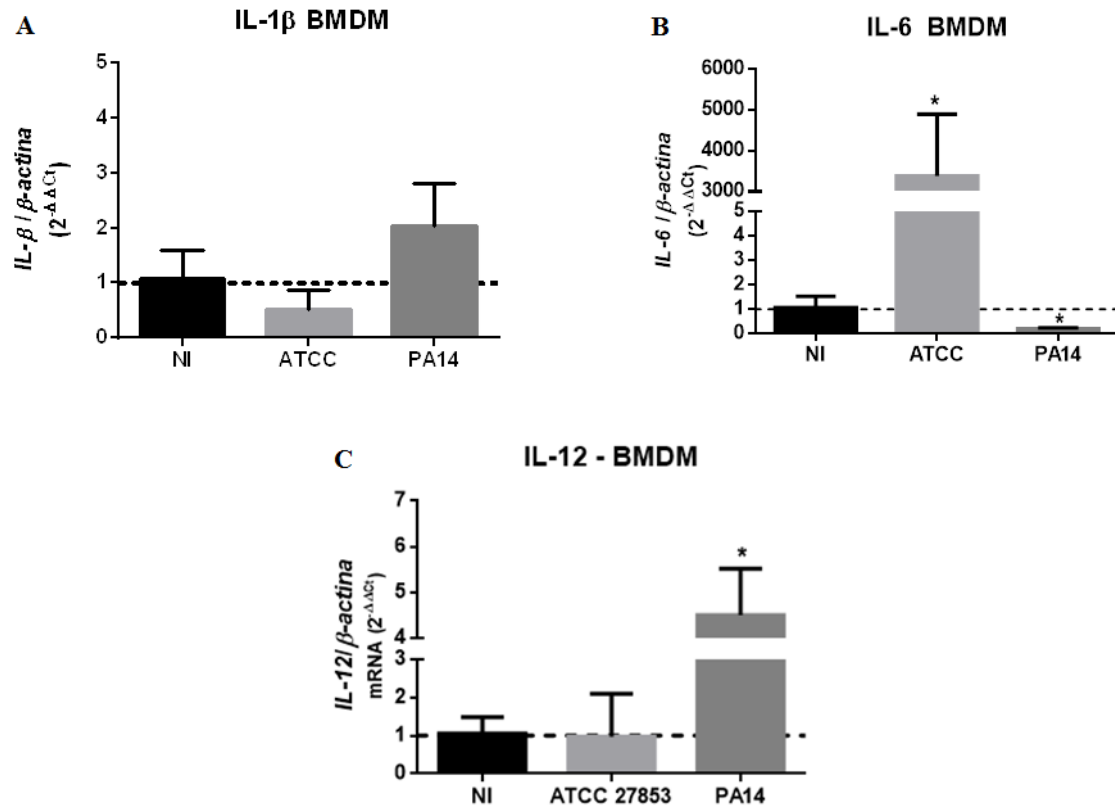 A
IL-1β BMDM
IL-β / β-actina
(2-ΔΔCt)
5
4
3
2
1
0
NI
ATCC
PA14
B
IL-6 BMDM
IL-6 / β-actina
(2-ΔΔCt)
6000
5000
4000
3000
5
4
3
2
1
0
*
*
NI
ATCC
PA14
C
IL-12 - BMDM
IL-12/ β-actina
mRNA (2-ΔΔCt)
7
6
5
4
3
2
1
0
*
NI
ATCC 27853
PA14